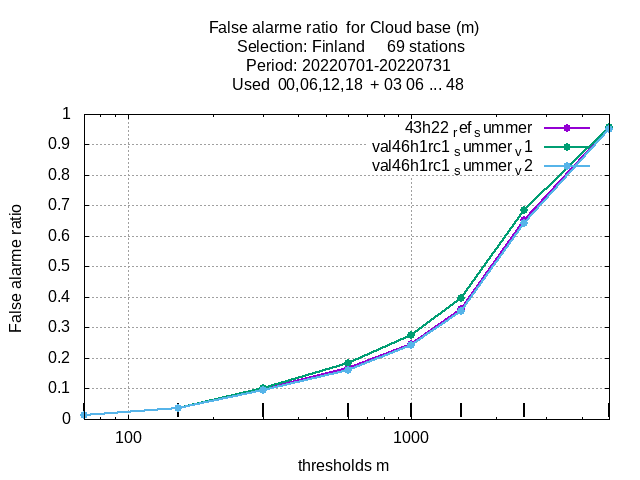 False alarme ratio  for Cloud base (m)
Selection: Finland     69 stations
Period: 20220701-20220731
Used  00,06,12,18  + 03 06 ... 48
43h22 ref summer
val46h1rc1 summer v1
val46h1rc1 summer v2
1
0.9
0.8
0.7
0.6
0.5
0.4
0.3
0.2
0.1
0
False alarme ratio
100
1000
thresholds m